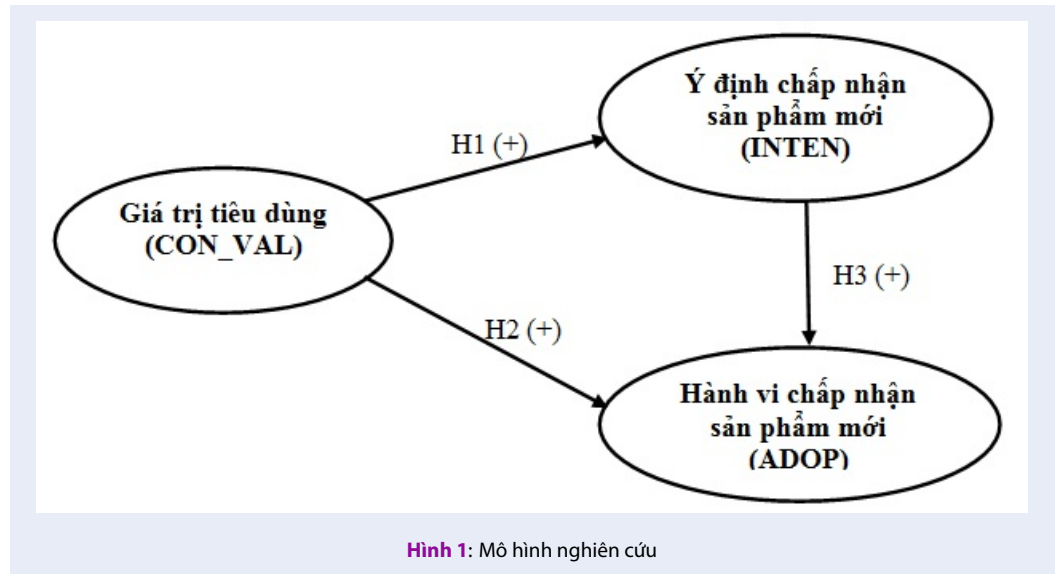 Ý định chấp nhận
sản phẩm mới
(INTEN)
H1 (+)
Giá trị tiêu dùng
(CON_VAL)
H3 (+)
H2 (+)
Hành vi chấp nhận
sản phẩm mới
(ADOP)
Hình 1: Mô hình nghiên cứu